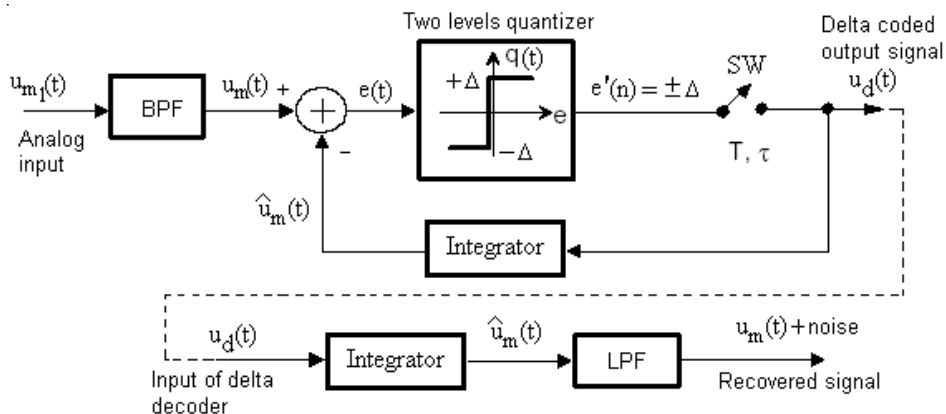 Two levels quantizer
Delta coded
output signal
u_d(t)
u_m1(t)
Analog
input
BPF
u_m(t)
+
+
-
e(t)
q(t)
+Δ
e
-Δ
e'(n) = ± Δ
SW
T, τ
û_m(t)
Integrator
u_d(t)
Input of delta
decoder
Integrator
û_m(t)
LPF
u_m(t) + noise
Recovered signal